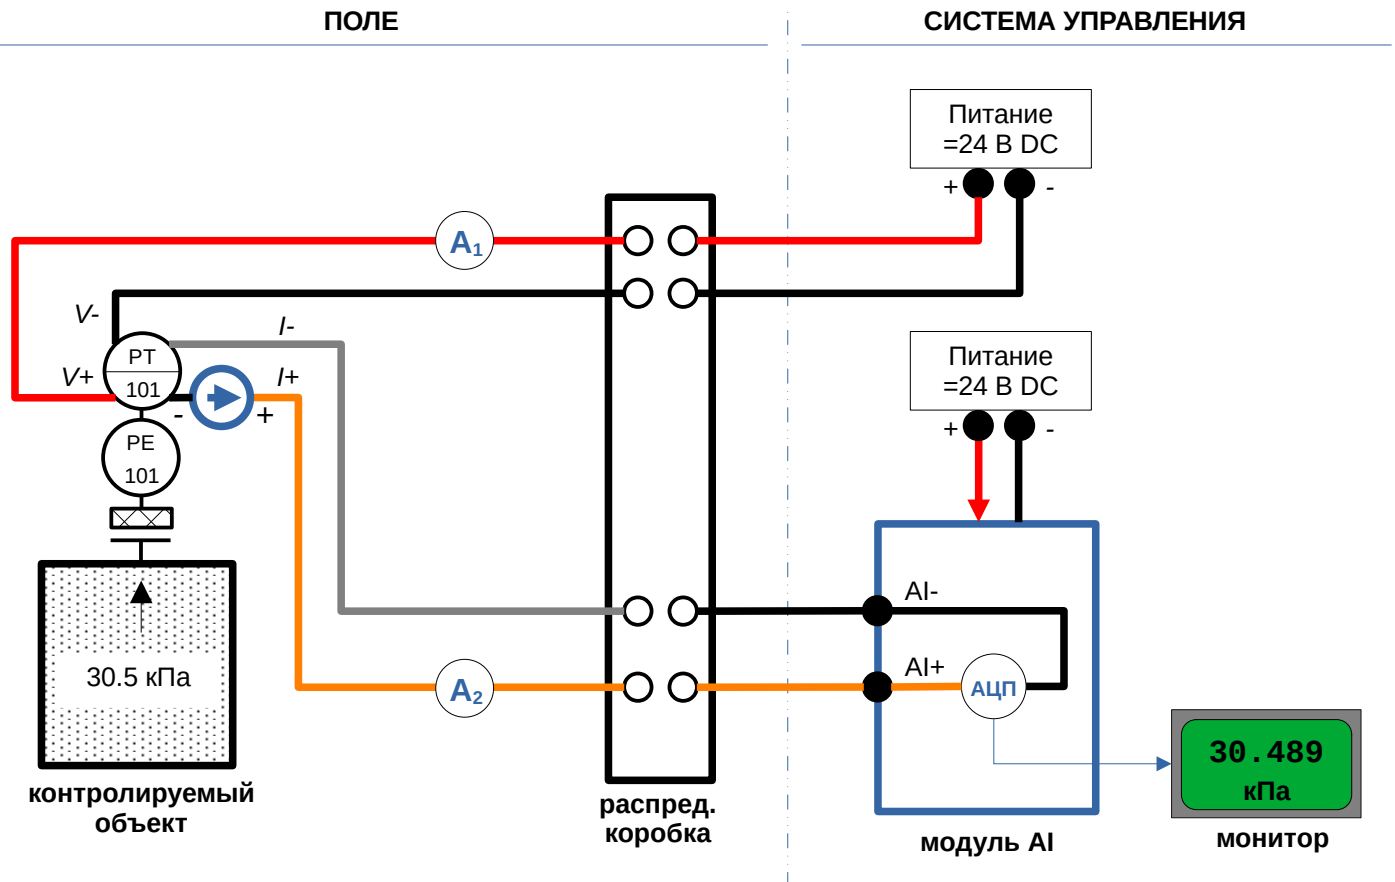 ПОЛЕ
СИСТЕМА УПРАВЛЕНИЯ
Питание
=24 В DC
+ -
A1
V-
I-
PT
101
V+
I+
- +
PE
101
Питание
=24 В DC
+ -
AI-
AI+
АЦП
A2
30.5 кПа
30.489
кПа
контролируемый
объект
распред.
коробка
модуль AI
монитор